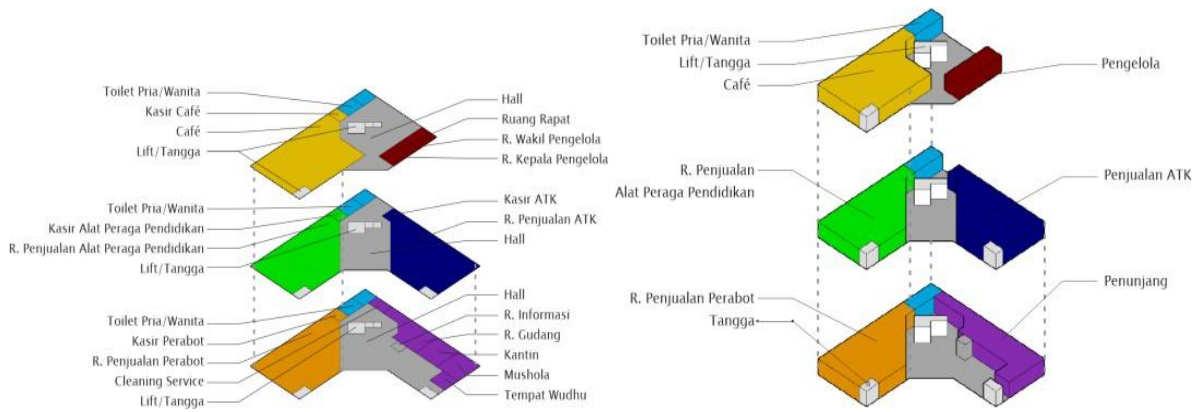 Toilet Pria/Wanita
Kasir Café
Café
Lift/Tangga
Hall
Ruang Rapat
R. Wakil Pengelola
R. Kepala Pengelola
Toilet Pria/Wanita
Kasir Alat Peraga Pendidikan
R. Penjualan Alat Peraga Pendidikan
Lift/Tangga
Kasir ATK
R. Penjualan ATK
Hall
Toilet Pria/Wanita
Kasir Perabot
R. Penjualan Perabot
Cleaning Service
Lift/Tangga
Hall
R. Informasi
R. Gudang
Kantin
Mushola
Tempat Wudhu
Toilet Pria/Wanita
Lift/Tangga
Café
Pengelola
R. Penjualan
Alat Peraga Pendidikan
Penjualan ATK
R. Penjualan Perabot
Tangga
Penunjang